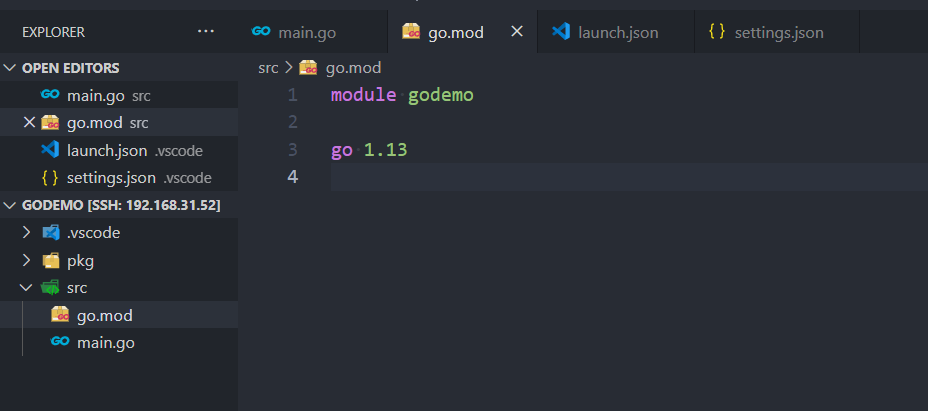 EXPLORER ...
OPEN EDITORS
main.go src
go.mod src
launch.json .vscode
settings.json .vscode
GODEMO [SSH: 192.168.31.52]
.vscode
pkg
src
go.mod
main.go
main.go go.mod launch.json {} settings.json
src > go.mod
1 module godemo
2
3 go 1.13
4